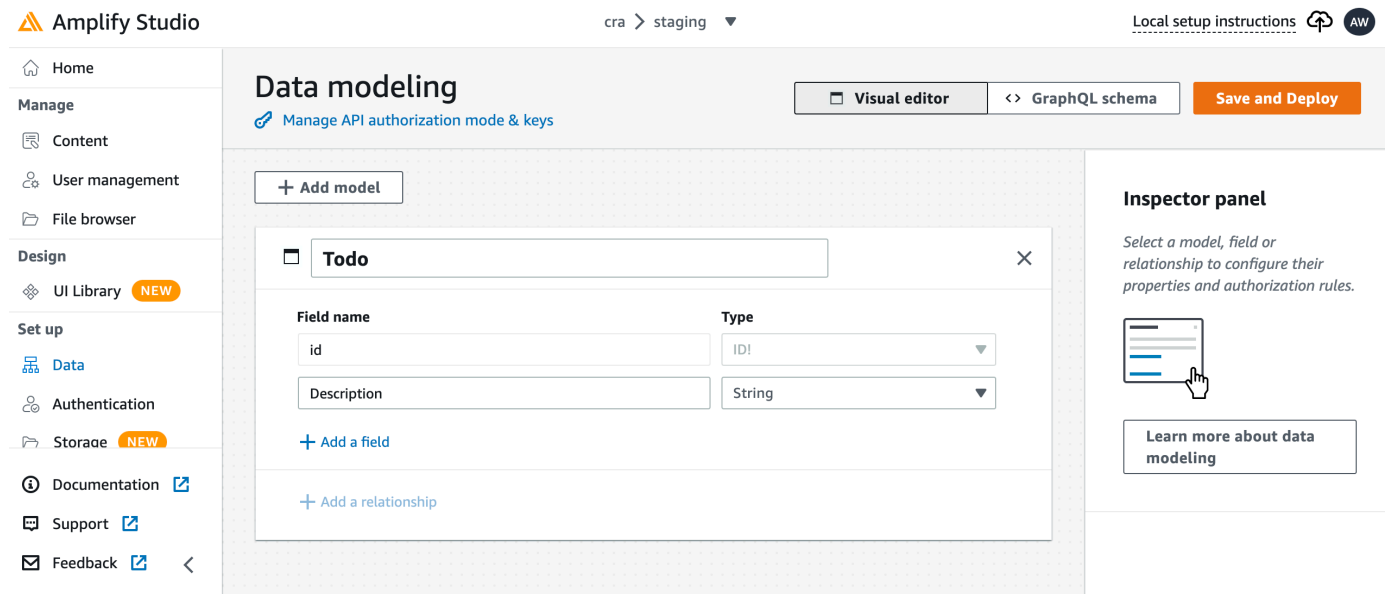 Amplify Studio
cra > staging
Local setup instructions
AW
Home
Manage
Content
User management
File browser
Design
UI Library NEW
Set up
Data
Authentication
Storage NEW
Documentation
Support
Feedback
Data modeling
Manage API authorization mode & keys
Visual editor
<> GraphQL schema
Save and Deploy
+ Add model
Todo
Field name Type
id ID!
Description String
+ Add a field
+ Add a relationship
Inspector panel
Select a model, field or
relationship to configure their
properties and authorization rules.
Learn more about data
modeling